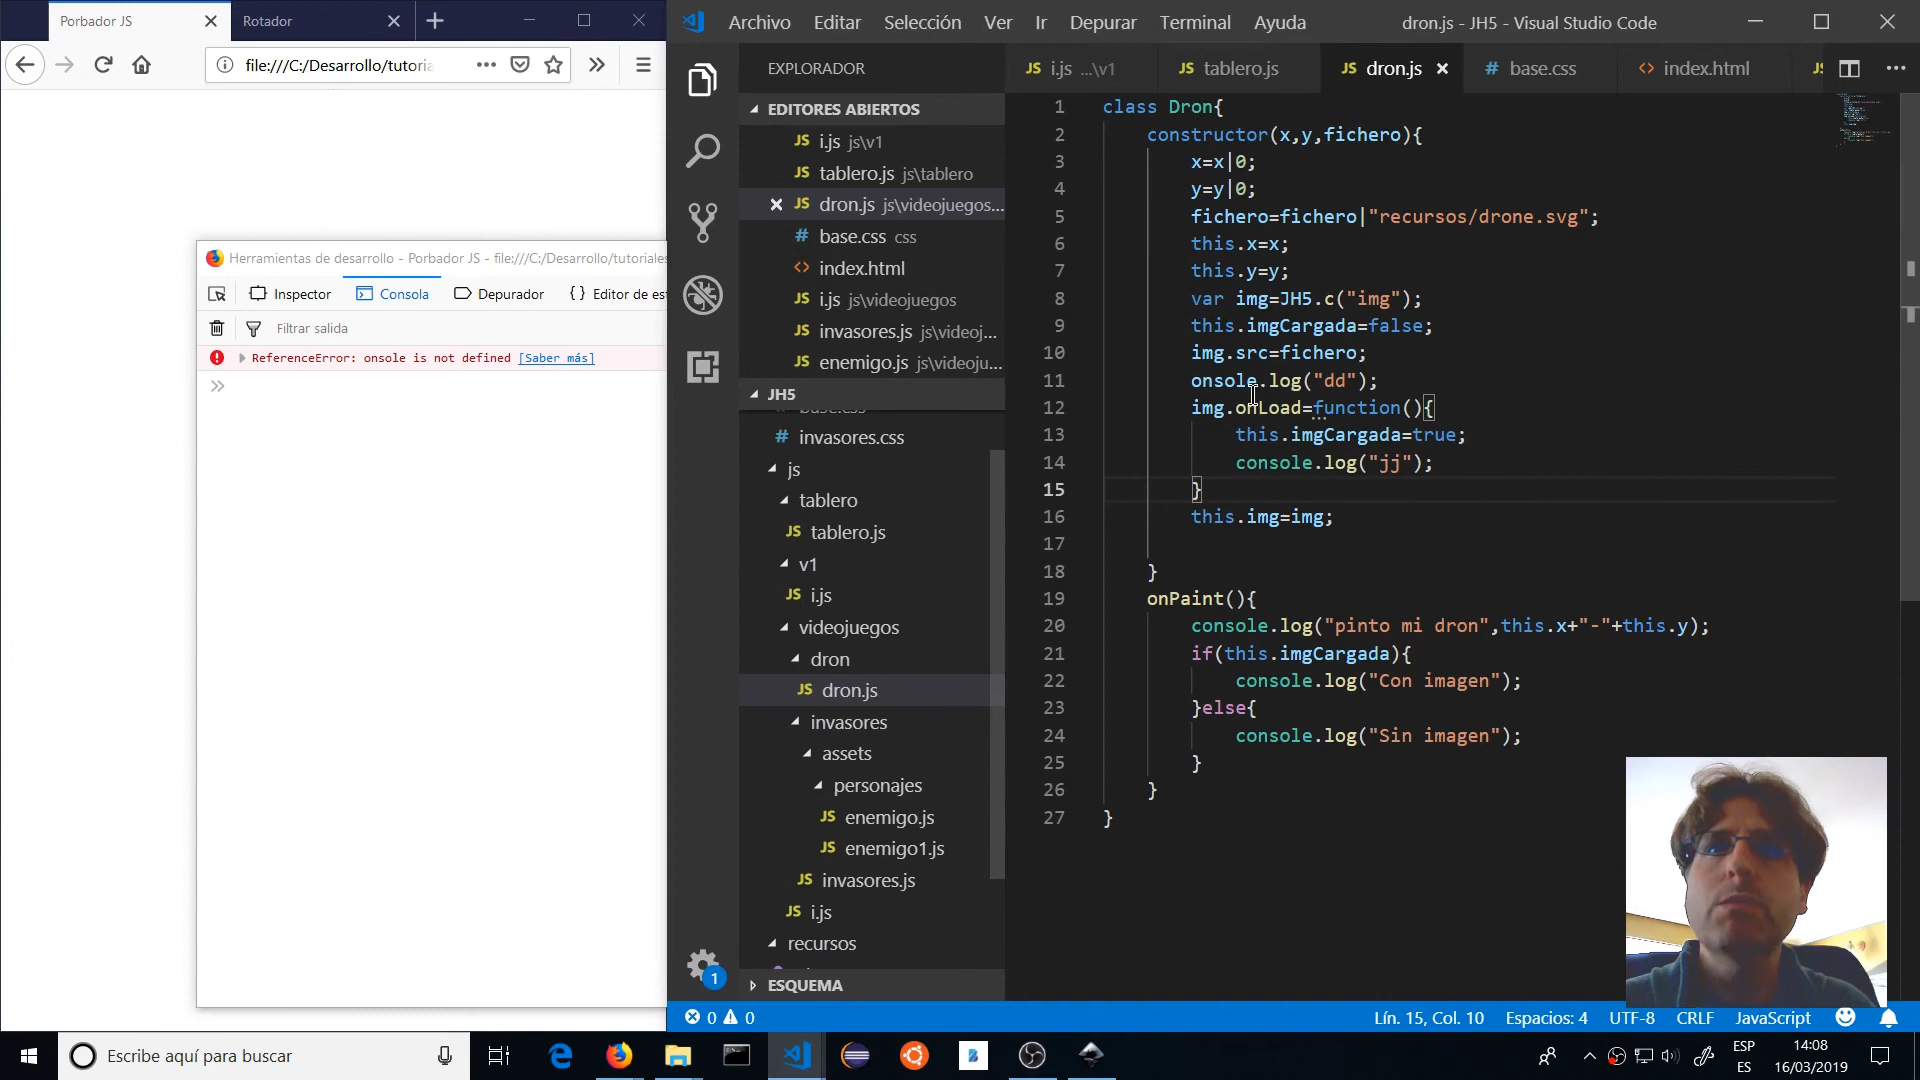 Porbador JS
Rotador
file:///C:/Desarrollo/tutoria
Herramientas de desarrollo - Porbador JS - file:///C:/Desarrollo/tutoriales
Inspector
Consola
Depurador
{ } Editor de est
Filtrar salida
ReferenceError: onsole is not defined [Saber más]
»
Archivo Editar Selección Ver Ir Depurar Terminal Ayuda
dron.js - JH5 - Visual Studio Code
EXPLORADOR
EDITORES ABIERTOS
JS i.js js\v1
JS tablero.js js\tablero
JS dron.js js\videojuegos...
# base.css css
<> index.html
JS i.js js\videojuegos
JS invasores.js js\videoj...
JS enemigo.js js\videoju...
JH5
base.css
# invasores.css
js
tablero
JS tablero.js
v1
JS i.js
videojuegos
dron
JS dron.js
invasores
assets
personajes
JS enemigo.js
JS enemigo1.js
JS invasores.js
JS i.js
recursos
ESQUEMA
1
JS i.js ...\v1
JS tablero.js
JS dron.js
# base.css
<> index.html
1 class Dron{
2 constructor(x,y,fichero){
3 x=x|0;
4 y=y|0;
5 fichero=fichero|"recursos/drone.svg";
6 this.x=x;
7 this.y=y;
8 var img=JH5.c("img");
9 this.imgCargada=false;
10 img.src=fichero;
11 onsole.log("dd");
12 img.onLoad=function(){
13 this.imgCargada=true;
14 console.log("jj");
15 }
16 this.img=img;
17
18 }
19 onPaint(){
20 console.log("pinto mi dron",this.x+"-"+this.y);
21 if(this.imgCargada){
22 console.log("Con imagen");
23 }else{
24 console.log("Sin imagen");
25 }
26 }
27 }
0 0
Lín. 15, Col. 10
Espacios: 4
UTF-8
CRLF
JavaScript
Escribe aquí para buscar
ESP
ES
14:08
16/03/2019